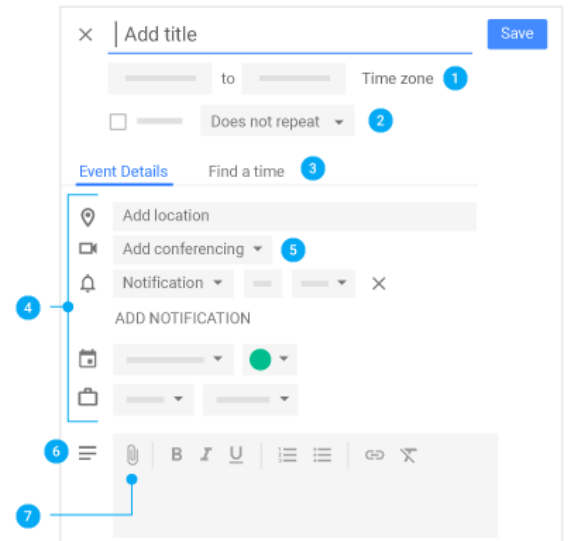 Add title
Save
to
Time zone
1
Does not repeat
2
Event Details
Find a time
3
Add location
Add conferencing
5
Notification
4
ADD NOTIFICATION
6
B I U
7